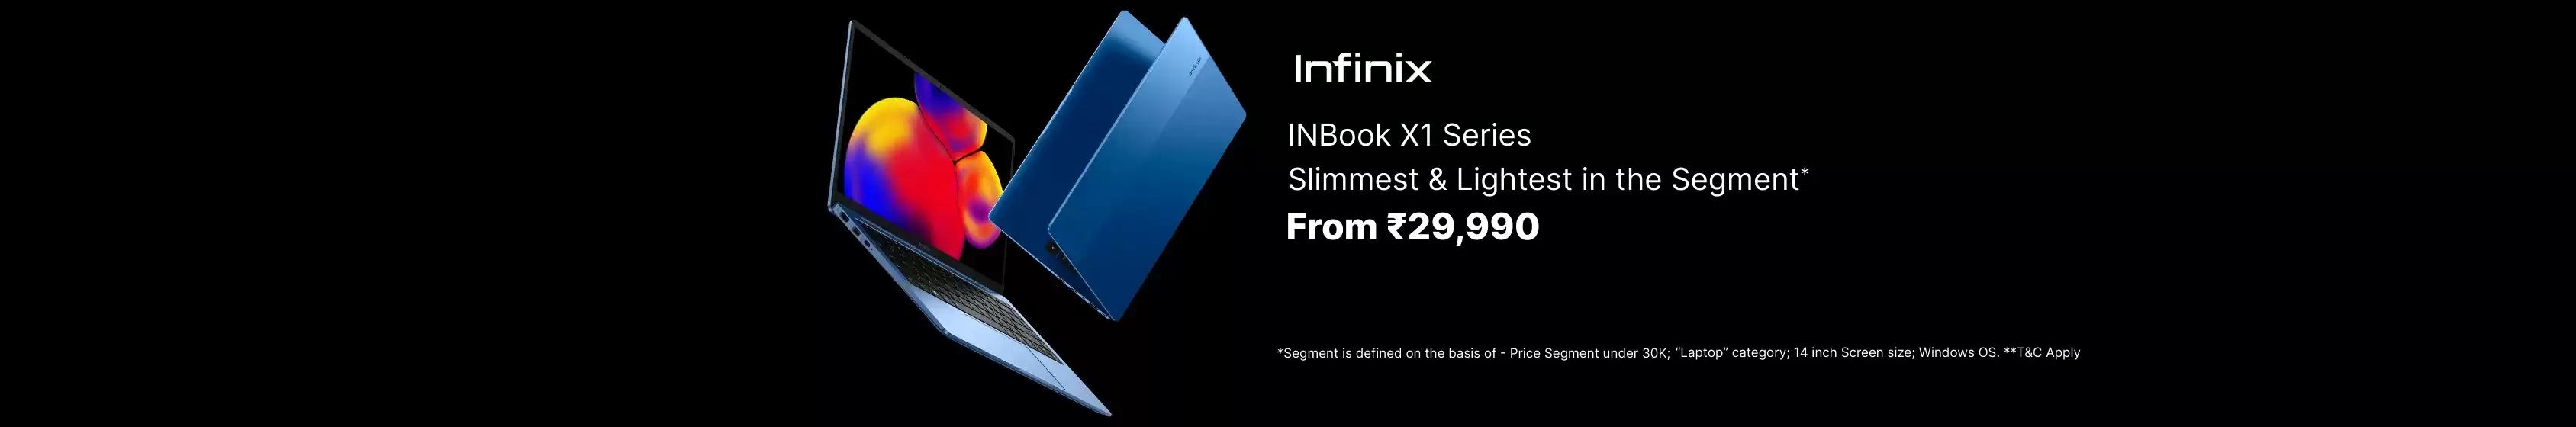 Infinix
INBook X1 Series
Slimmest & Lightest in the Segment*
From ₹29,990
*Segment is defined on the basis of - Price Segment under 30K; “Laptop” category; 14 inch Screen size; Windows OS. **T&C Apply